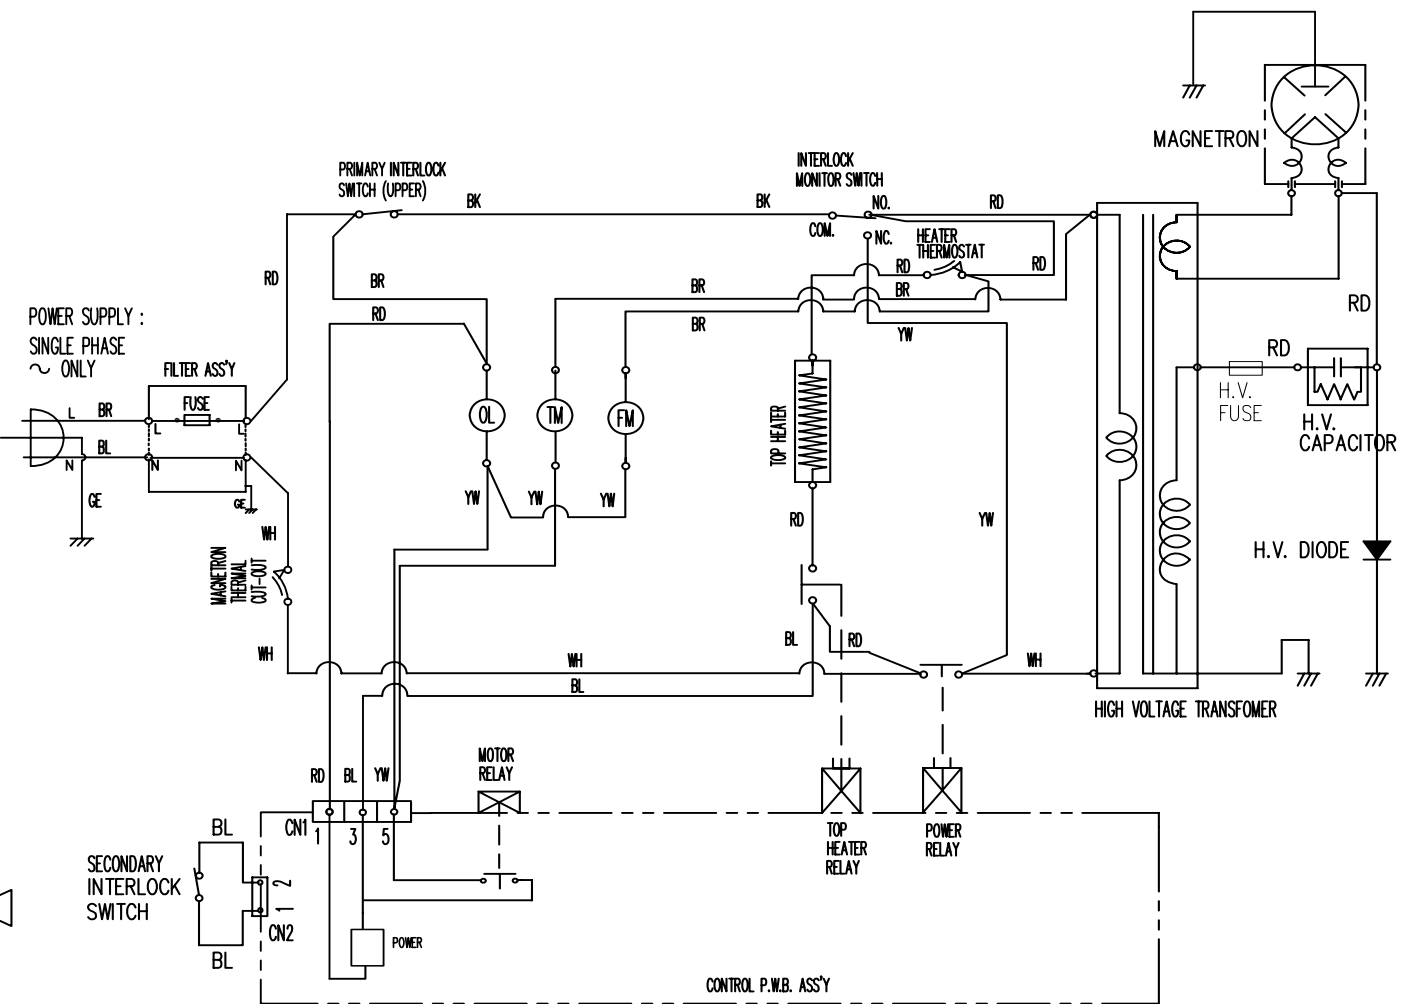 MAGNETRON
PRIMARY INTERLOCK
SWITCH (UPPER)
INTERLOCK
MONITOR SWITCH
BK
BK
NO.
RD
COM.
NC.
HEATER
THERMOSTAT
RD
BR
RD
RD
BR
BR
RD
BR
YW
RD
POWER SUPPLY :
SINGLE PHASE
～ ONLY
FILTER ASS'Y
FUSE
L
BR
L
L
BL
N
N
N
GE
GE
OL
TM
FM
TOP HEATER
RD
H.V.
FUSE
H.V.
CAPACITOR
YW
YW
YW
RD
YW
WH
MAGNETRON
THERMAL
CUT-OUT
H.V. DIODE
WH
WH
BL
BL
RD
WH
HIGH VOLTAGE TRANSFOMER
RD
BL
YW
MOTOR
RELAY
CN1
1
3
5
TOP
HEATER
RELAY
POWER
RELAY
BL
SECONDARY
INTERLOCK
SWITCH
2
1
CN2
BL
POWER
CONTROL P.W.B. ASS'Y